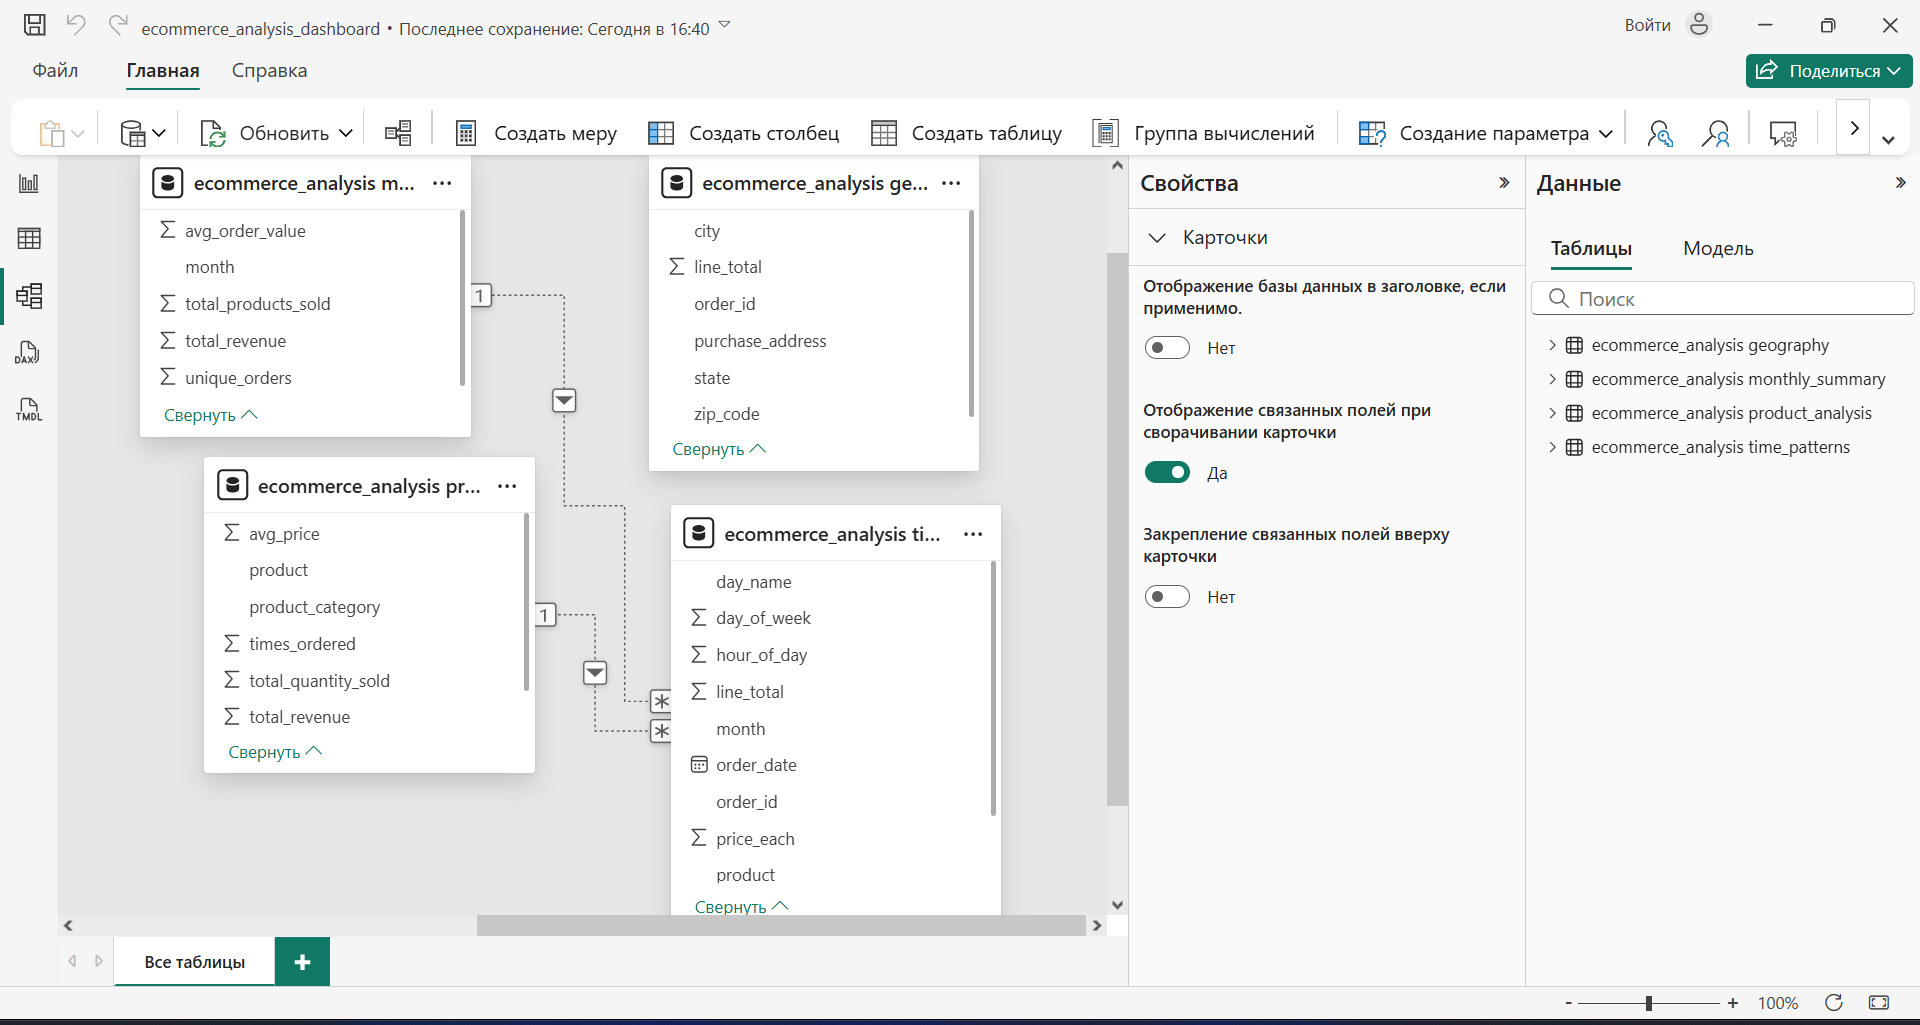 ecommerce_analysis_dashboard • Последнее сохранение: Сегодня в 16:40
Войти
Файл
Главная
Справка
Поделиться
Обновить
Создать меру
Создать столбец
Создать таблицу
Группа вычислений
Создание параметра
DAX
TMDL
ecommerce_analysis m...
avg_order_value
month
total_products_sold
total_revenue
unique_orders
Свернуть
ecommerce_analysis ge...
city
line_total
order_id
purchase_address
state
zip_code
Свернуть
ecommerce_analysis pr...
avg_price
product
product_category
times_ordered
total_quantity_sold
total_revenue
Свернуть
ecommerce_analysis ti...
day_name
day_of_week
hour_of_day
line_total
month
order_date
order_id
price_each
product
Свернуть
1
1
Все таблицы
Свойства
Карточки
Отображение базы данных в заголовке, если
применимо.
Нет
Отображение связанных полей при
сворачивании карточки
Да
Закрепление связанных полей вверху
карточки
Нет
Данные
Таблицы
Модель
Поиск
ecommerce_analysis geography
ecommerce_analysis monthly_summary
ecommerce_analysis product_analysis
ecommerce_analysis time_patterns
- + 100%